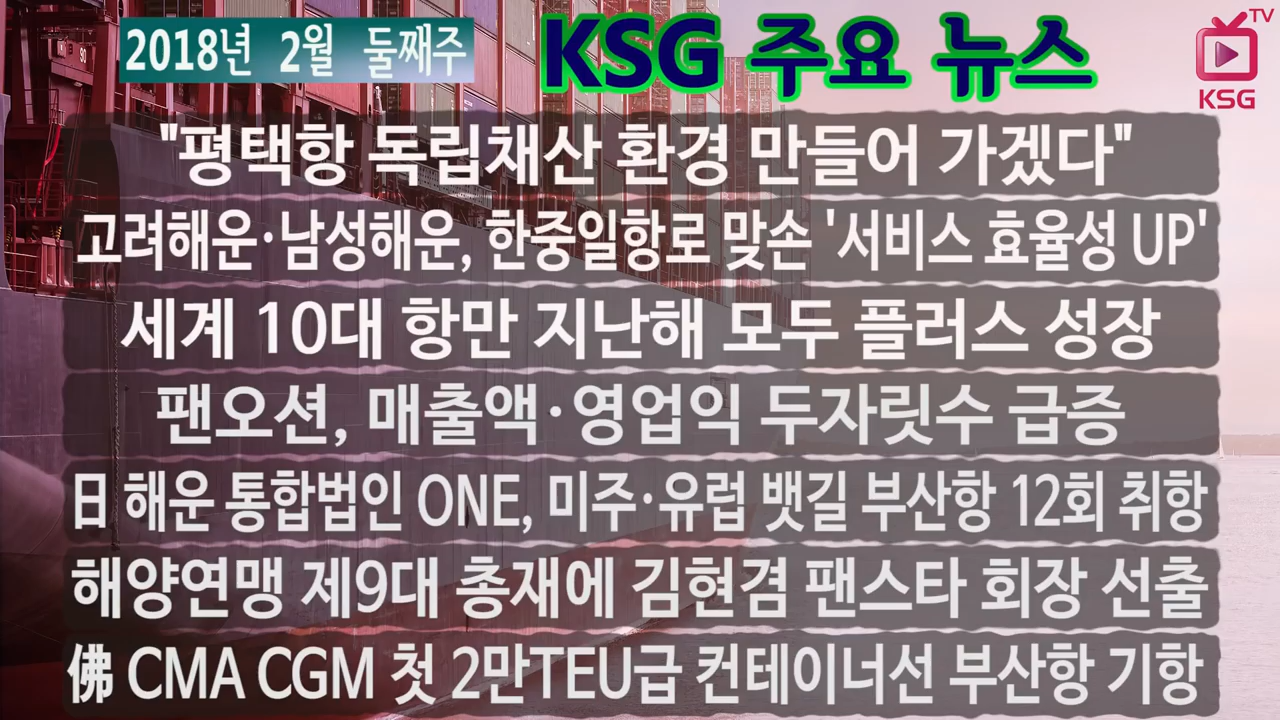 2018년 2월 둘째주
KSG 주요 뉴스
TV
KSG
"평택항 독립채산 환경 만들어 가겠다"
고려해운·남성해운, 한중일항로 맞손 '서비스 효율성 UP'
세계 10대 항만 지난해 모두 플러스 성장
팬오션, 매출액·영업익 두자릿수 급증
日 해운 통합법인 ONE, 미주·유럽 뱃길 부산항 12회 취항
해양연맹 제9대 총재에 김현겸 팬스타 회장 선출
佛 CMA CGM 첫 2만TEU급 컨테이너선 부산항 기항